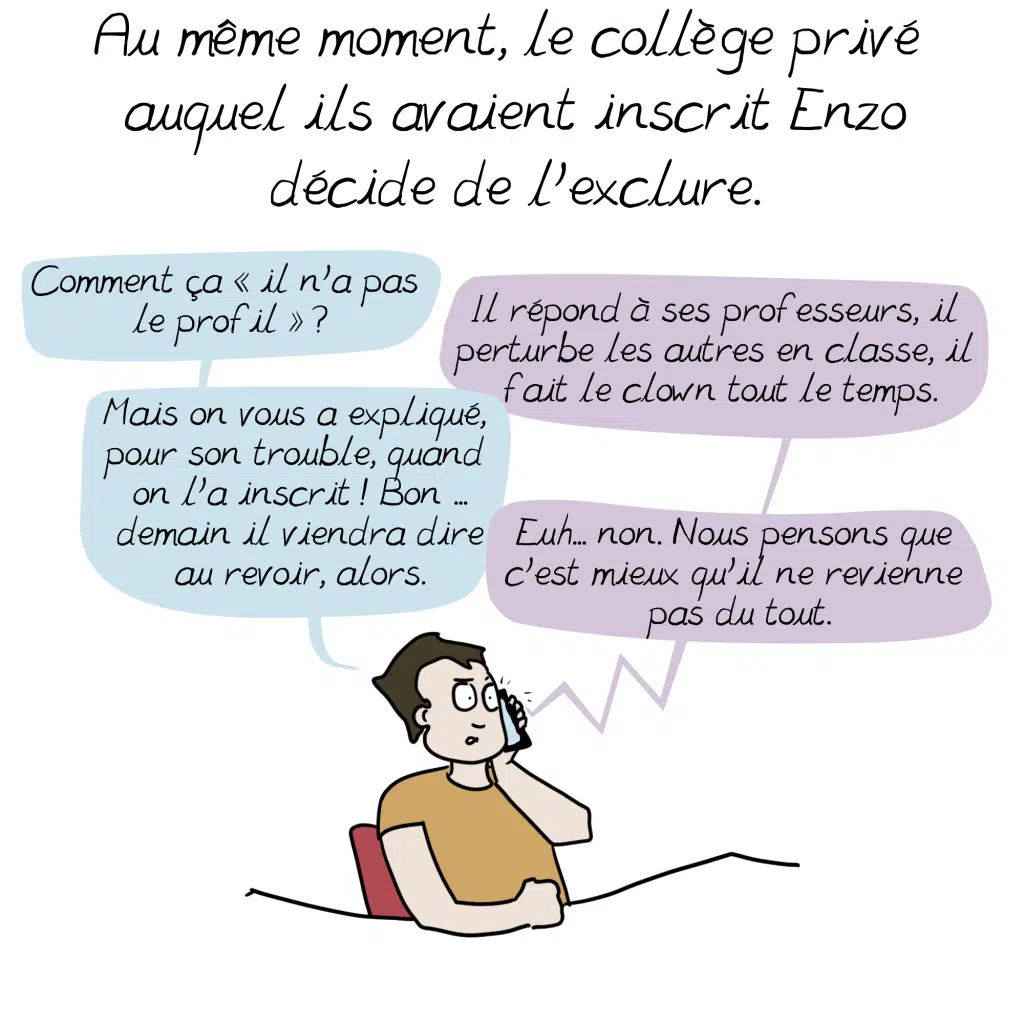 Au même moment, le collège privé
auquel ils avaient inscrit Enzo
décide de l'exclure.
Comment ça « il n'a pas
le profil » ?
Il répond à ses professeurs, il
perturbe les autres en classe, il
fait le clown tout le temps.
Mais on vous a expliqué,
pour son trouble, quand
on l'a inscrit ! Bon ...
demain il viendra dire
au revoir, alors.
Euh... non. Nous pensons que
c'est mieux qu'il ne revienne
pas du tout.